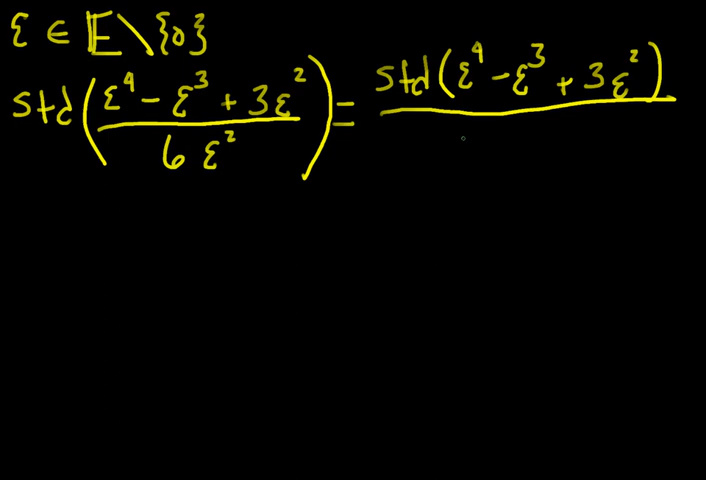 ε ∈ 𝔼 \ {0}
std( (ε⁴ - ε³ + 3ε²) / (6ε²) ) = std(ε⁴ - ε³ + 3ε²)